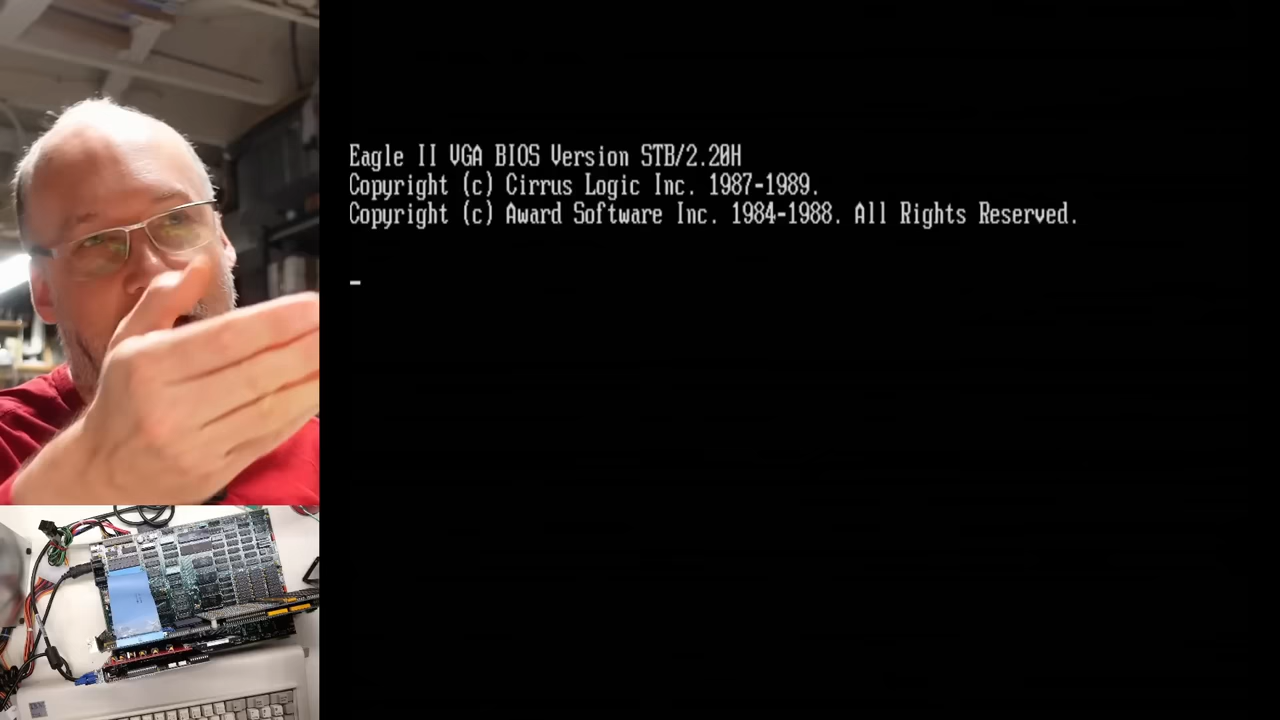 Eagle II VGA BIOS Version STB/2.20H
Copyright (c) Cirrus Logic Inc. 1987-1989.
Copyright (c) Award Software Inc. 1984-1988. All Rights Reserved.